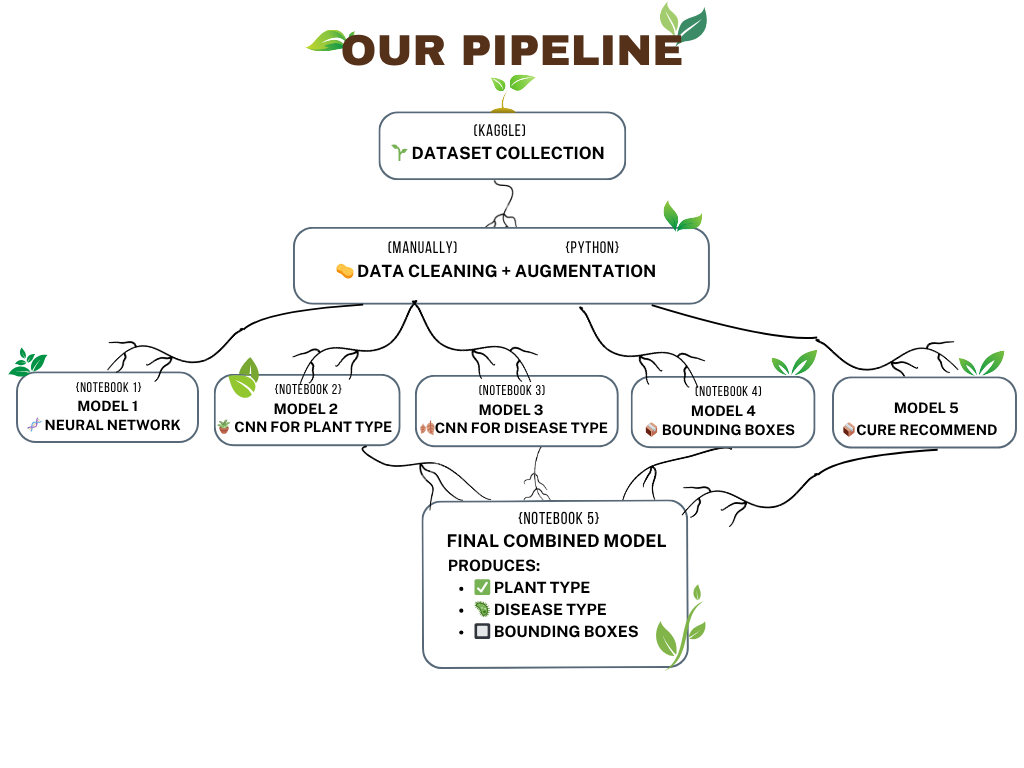 OUR PIPELINE
(KAGGLE)
DATASET COLLECTION
(MANUALLY) {PYTHON}
DATA CLEANING + AUGMENTATION
{NOTEBOOK 1}
MODEL 1
NEURAL NETWORK
{NOTEBOOK 2}
MODEL 2
CNN FOR PLANT TYPE
{NOTEBOOK 3}
MODEL 3
CNN FOR DISEASE TYPE
{NOTEBOOK 4}
MODEL 4
BOUNDING BOXES
MODEL 5
CURE RECOMMEND
{NOTEBOOK 5}
FINAL COMBINED MODEL
PRODUCES:
• ✅ PLANT TYPE
• 🦠 DISEASE TYPE
• 🔲 BOUNDING BOXES